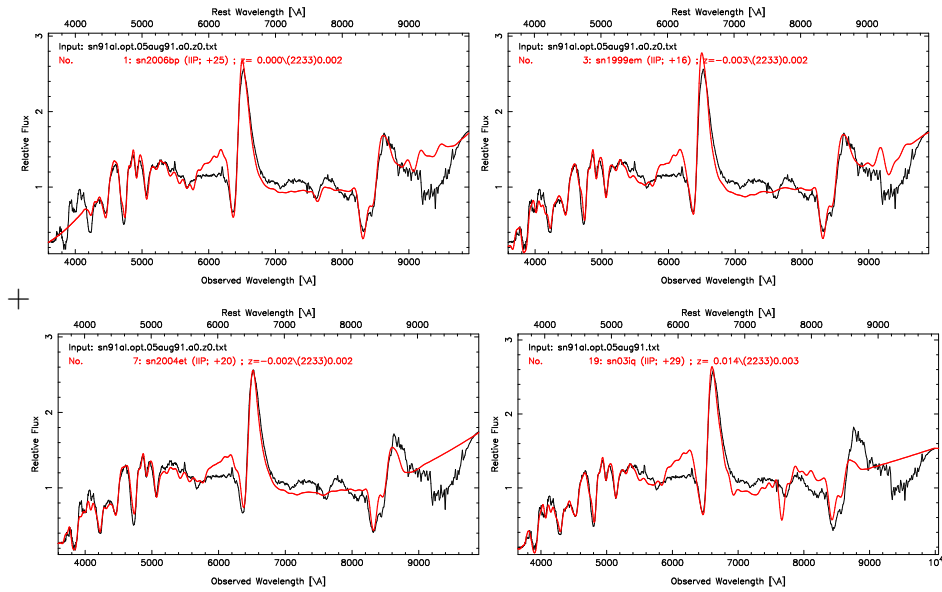 Rest Wavelength [\A]
4000 5000 6000 7000 8000 9000
Input: sn91al.opt.05aug91.a0.z0.txt
No. 1: sn2006bp (IIP; +25) ; z= 0.000\(2233)0.002
Relative Flux
1 2 3
4000 5000 6000 7000 8000 9000
Observed Wavelength [\A]
Rest Wavelength [\A]
4000 5000 6000 7000 8000 9000
Input: sn91al.opt.05aug91.a0.z0.txt
No. 3: sn1999em (IIP; +16) ; z=-0.003\(2233)0.002
Relative Flux
1 2 3
4000 5000 6000 7000 8000 9000
Observed Wavelength [\A]
Rest Wavelength [\A]
4000 5000 6000 7000 8000 9000
Input: sn91al.opt.05aug91.a0.z0.txt
No. 7: sn2004et (IIP; +20) ; z=-0.002\(2233)0.002
Relative Flux
1 2 3
4000 5000 6000 7000 8000 9000
Observed Wavelength [\A]
Rest Wavelength [\A]
4000 5000 6000 7000 8000 9000
Input: sn91al.opt.05aug91.txt
No. 19: sn03iq (IIP; +29) ; z= 0.014\(2233)0.003
Relative Flux
1 2 3
4000 5000 6000 7000 8000 9000
Observed Wavelength [\A]